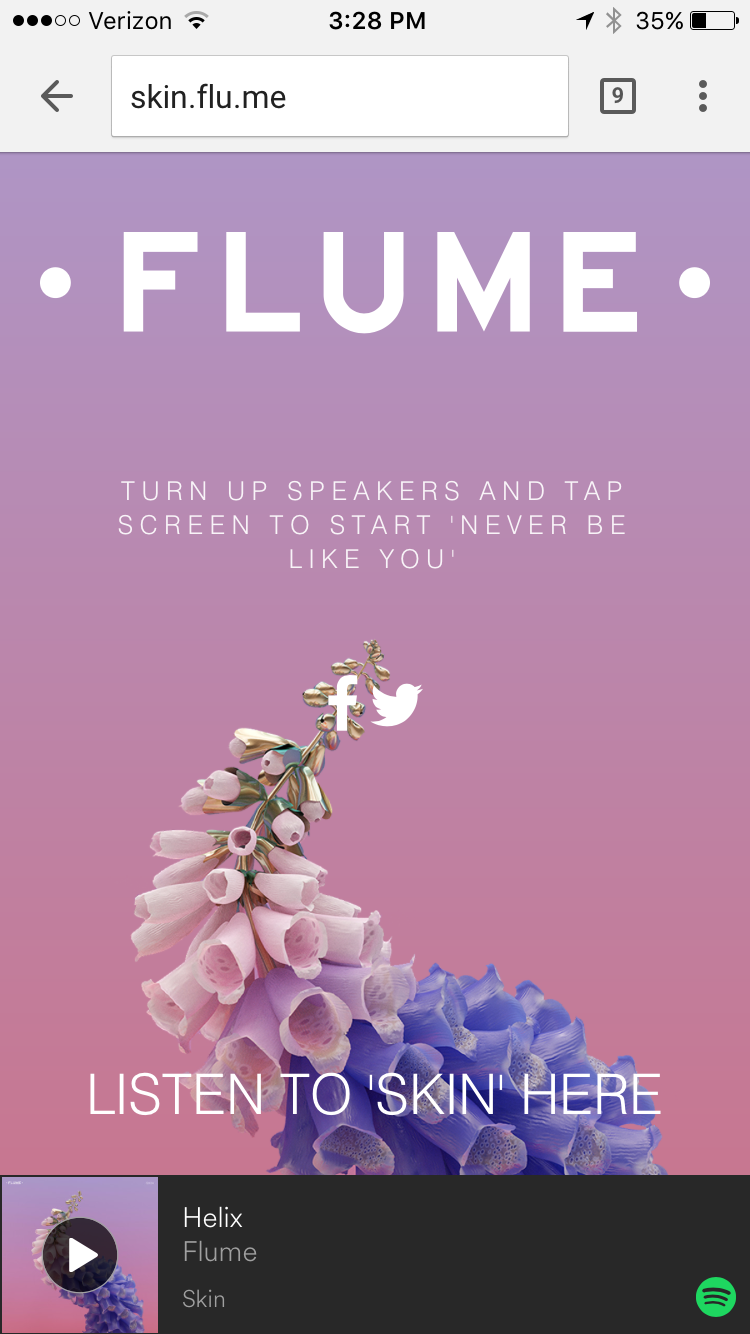 Verizon 3:28 PM 35%
skin.flu.me 9
• FLUME •
TURN UP SPEAKERS AND TAP
SCREEN TO START 'NEVER BE
LIKE YOU'
LISTEN TO 'SKIN' HERE
Helix
Flume
Skin